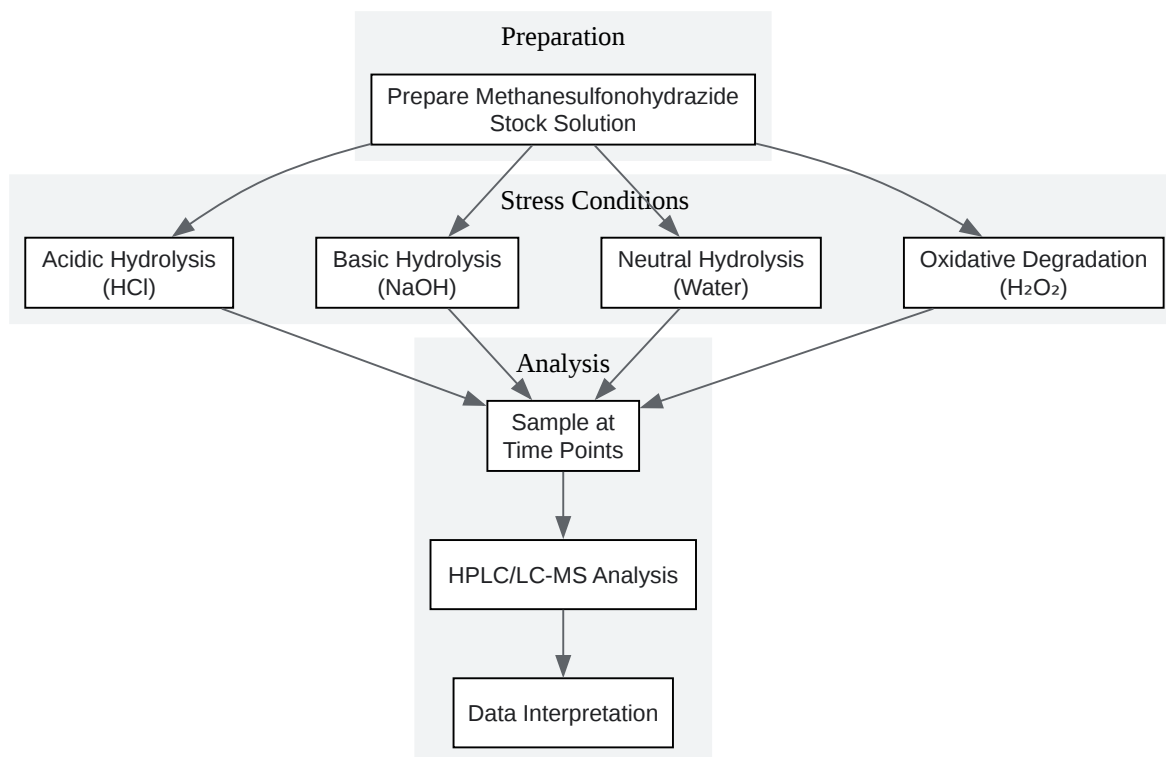 Preparation
Prepare Methanesulfonohydrazide
Stock Solution
Stress Conditions
Acidic Hydrolysis
(HCl)
Basic Hydrolysis
(NaOH)
Neutral Hydrolysis
(Water)
Oxidative Degradation
(H₂O₂)
Analysis
Sample at
Time Points
HPLC/LC-MS Analysis
Data Interpretation